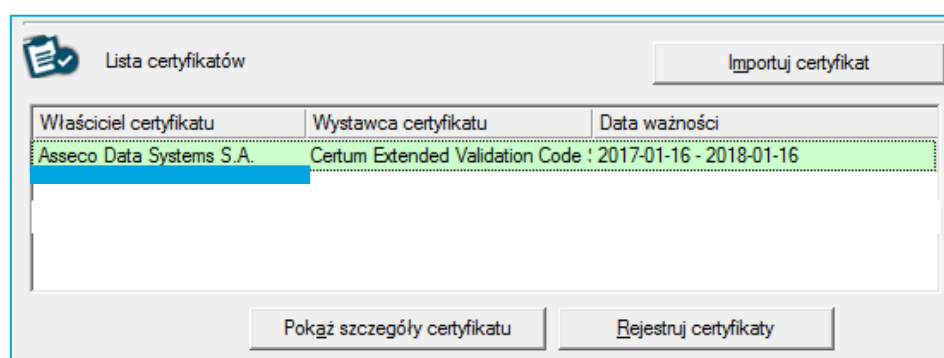 Lista certyfikatów
Importuj certyfikat
Właściciel certyfikatu Wystawca certyfikatu Data ważności
Asseco Data Systems S.A. Certum Extended Validation Code 2017-01-16 - 2018-01-16
Pokaż szczegóły certyfikatu Rejestruj certyfikaty